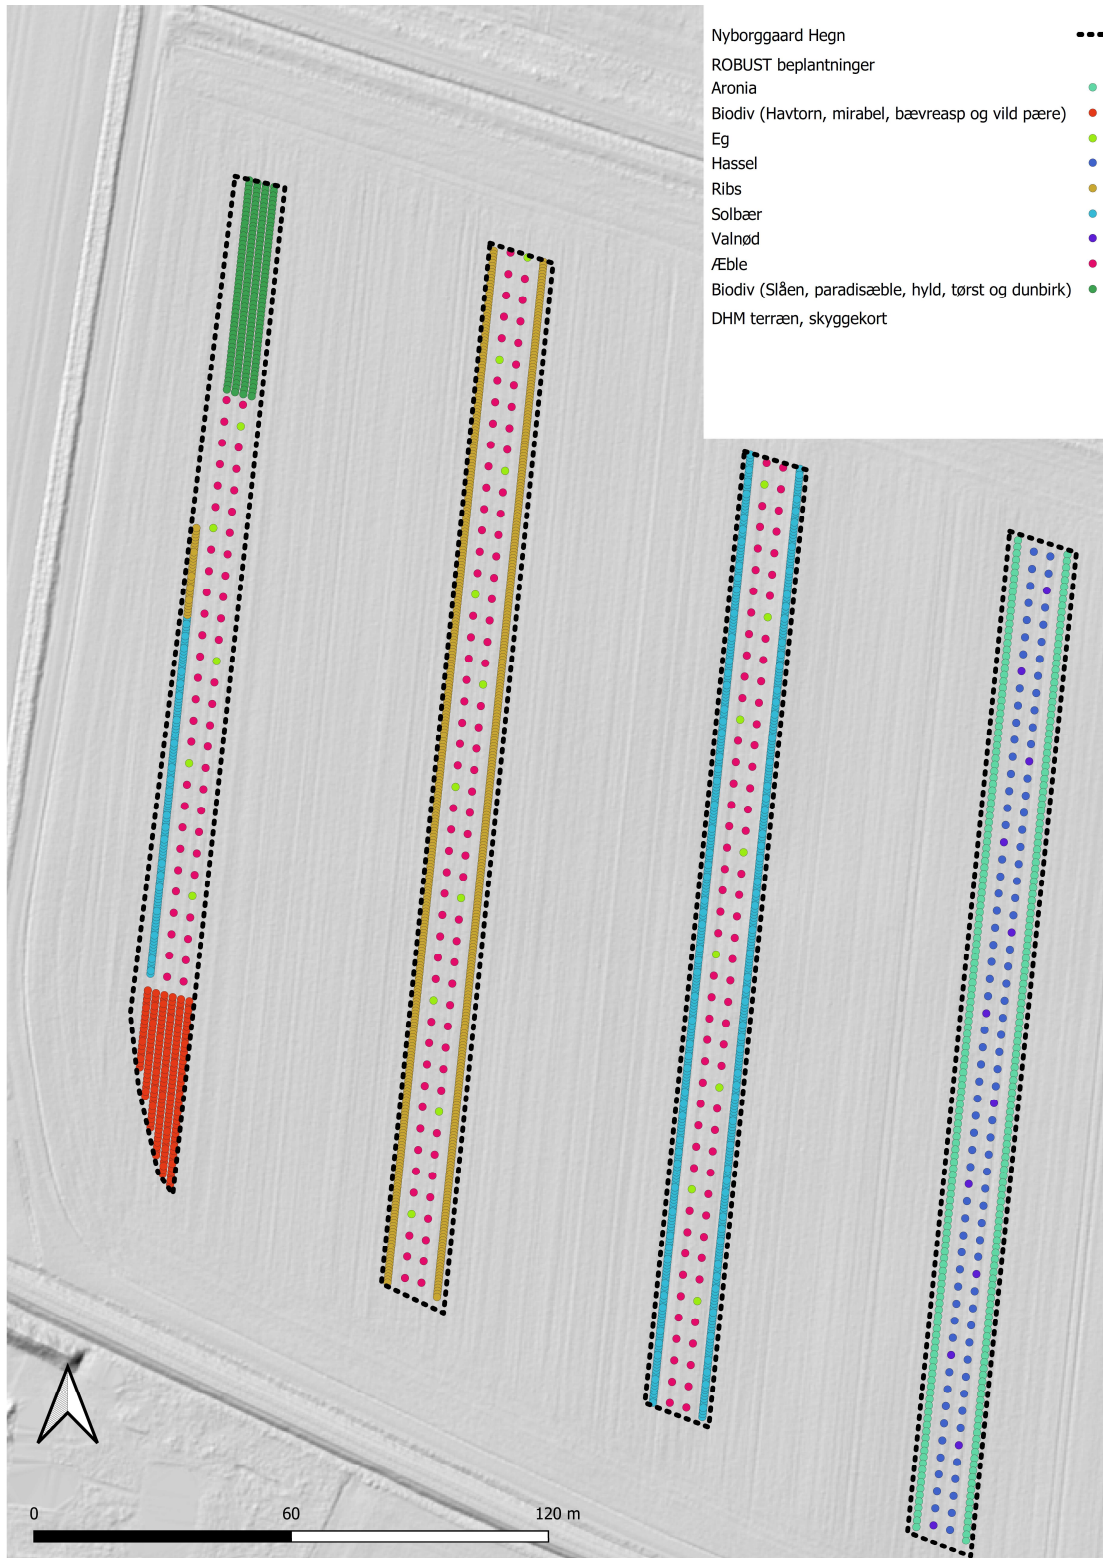 Nyborggaard Hegn
ROBUST beplantninger
Aronia
Biodiv (Havtorn, mirabel, bævreasp og vild pære)
Eg
Hassel
Ribs
Solbær
Valnød
Æble
Biodiv (Slåen, paradisæble, hyld, tørst og dunbirk)
DHM terræn, skyggekort
0 60 120 m